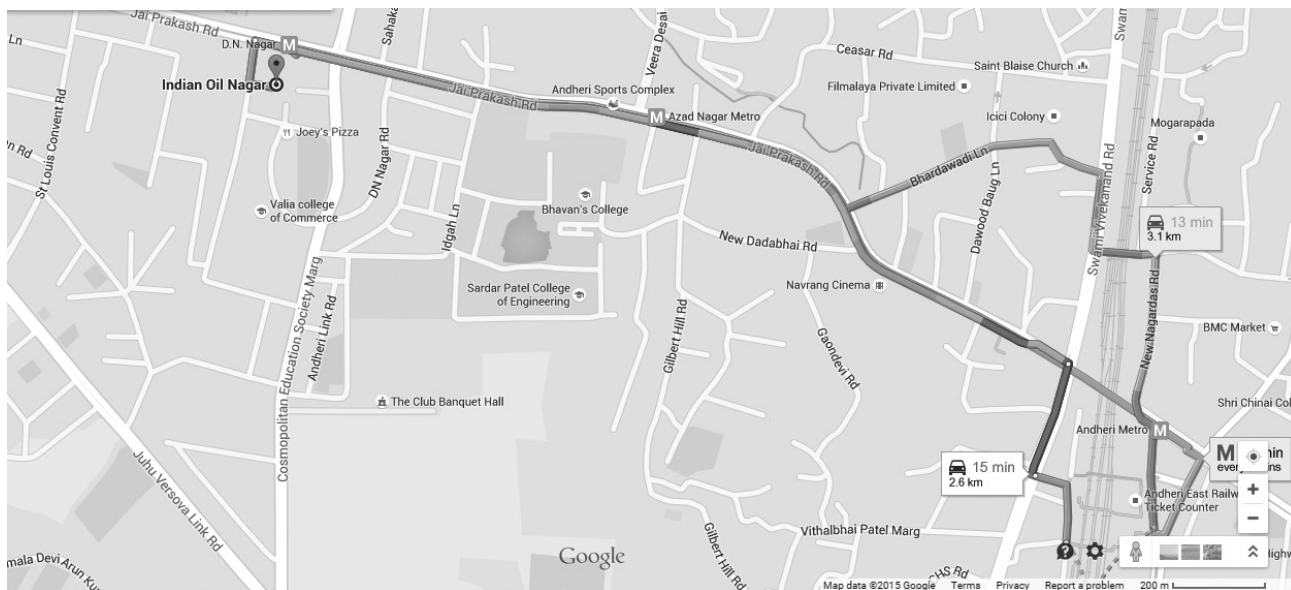 Jai Prakash Rd
D.N. Nagar
M
Indian Oil Nagar
Ln
St Louis Convent Rd
Joey's Pizza
Valia college
of Commerce
DN Nagar Rd
Jai Prakash Rd
Andheri Sports Complex
Veera Desai
M
Azad Nagar Metro
Jai Prakash Rd
Ceasar Rd
Saint Blaise Church
Filmalaya Private Limited
Icici Colony
Mogarapada
Service Rd
Bhardawadi Ln
Dawood Baug Ln
Swami Vivekanand Rd
13 min
3.1 km
Idgah Ln
Bhavan's College
New Dadabhai Rd
Navrang Cinema
Sardar Patel College
of Engineering
Gilbert Hill Rd
Gaondevi Rd
New Nagardas Rd
BMC Market
Cosmopolitan Education Society Marg
Andheri Link Rd
The Club Banquet Hall
Shri Chinai Col
Andheri Metro
M
M
Juhu Versova Link Rd
15 min
2.6 km
Andheri East Railw
Ticket Counter
+
−
Vithalbhai Patel Marg
Gilbert Hill Rd
Google
mala Devi Arun Ku
CHS Rd
Highw
Map data ©2015 Google
Terms
Privacy
Report a problem
200 m